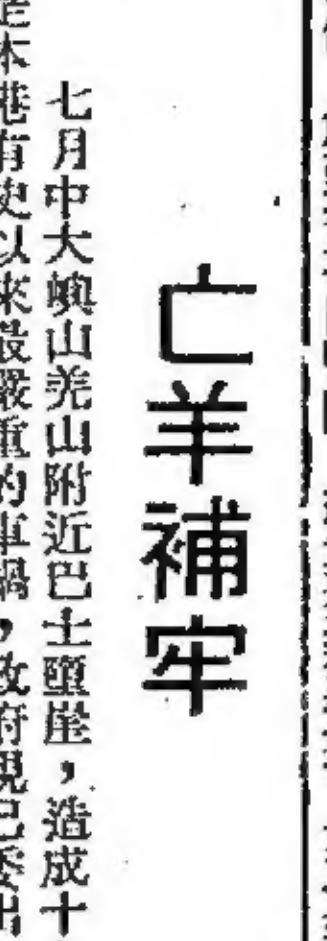 亡羊補牢
七月中大嶼山羗山附近巴士墮崖，造成十
本港有史以來最嚴重的車禍，政府現已委出